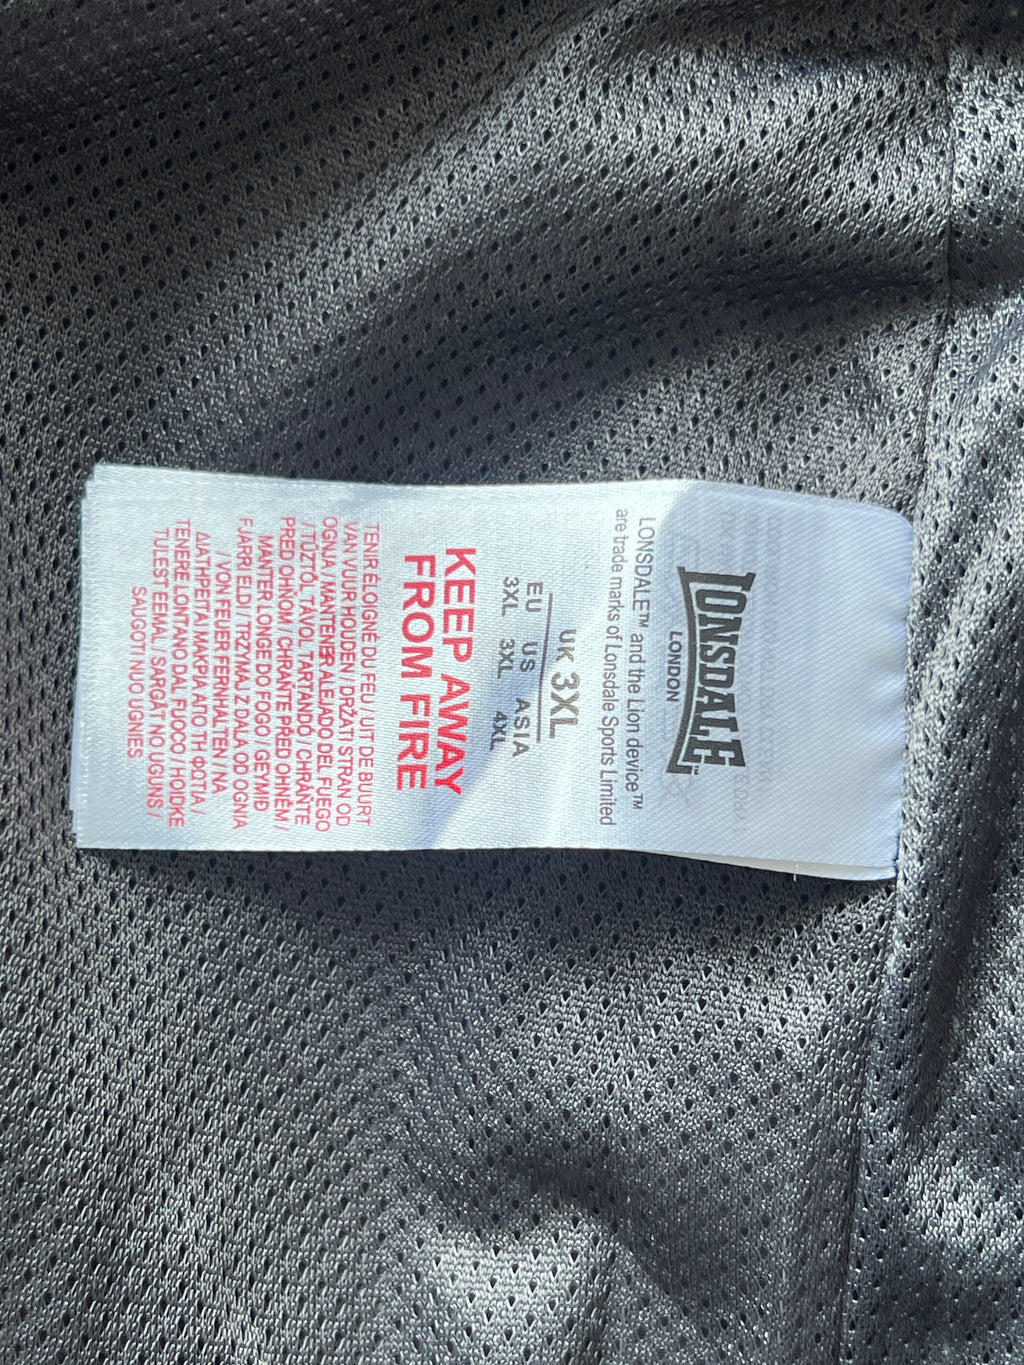 LONSDALE™
LONDON
LONSDALE™ and the Lion device™
are trade marks of Lonsdale Sports Limited
UK 3XL
EU US ASIA
3XL 3XL 4XL
KEEP AWAY
FROM FIRE
TENIR ÉLOIGNÉ DU FEU / UIT DE BUURT
VAN VUUR HOUDEN / DRŽATI STRAN OD
OGNJA / MANTENER ALEJADO DEL FUEGO
/ TŰZTŐL TÁVOL TARTANDÓ / CHRÁŇTE
PRED OHŇOM / CHRAŇTE PŘED OHNĚM /
MANTER LONGE DO FOGO / GEYMID
FJARRI ELDI / TRZYMAJ Z DALA OD OGNIA
/ VON FEUER FERNHALTEN / NA
ΔΙΑΤΗΡΕΙΤΑΙ ΜΑΚΡΙΑ ΑΠΟ ΤΗ ΦΩΤΙΑ /
TENERE LONTANO DAL FUOCO / HOIDKE
TULEST EEMAL / SARGĀT NO UGUNS /
SAUGOTI NUO UGNIES